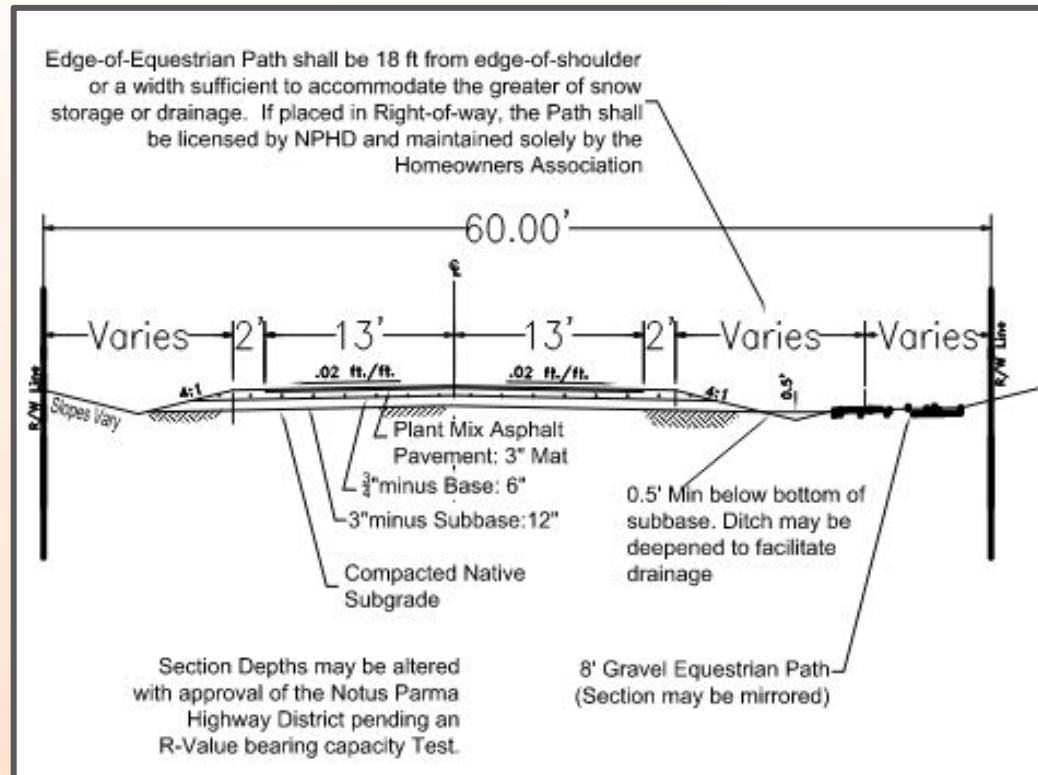 Edge-of-Equestrian Path shall be 18 ft from edge-of-shoulder
or a width sufficient to accommodate the greater of snow
storage or drainage. If placed in Right-of-way, the Path shall
be licensed by NPHD and maintained solely by the
Homeowners Association
60.00'
℄
Varies 2' 13' 13' 2' Varies Varies
.02 ft./ft. .02 ft./ft.
4:1 4:1 0.5'
R/W Line Slopes Vary R/W Line
Plant Mix Asphalt
Pavement: 3" Mat
¾"minus Base: 6"
3"minus Subbase:12"
Compacted Native
Subgrade
0.5' Min below bottom of
subbase. Ditch may be
deepened to facilitate
drainage
Section Depths may be altered
with approval of the Notus Parma
Highway District pending an
R-Value bearing capacity Test.
8' Gravel Equestrian Path
(Section may be mirrored)